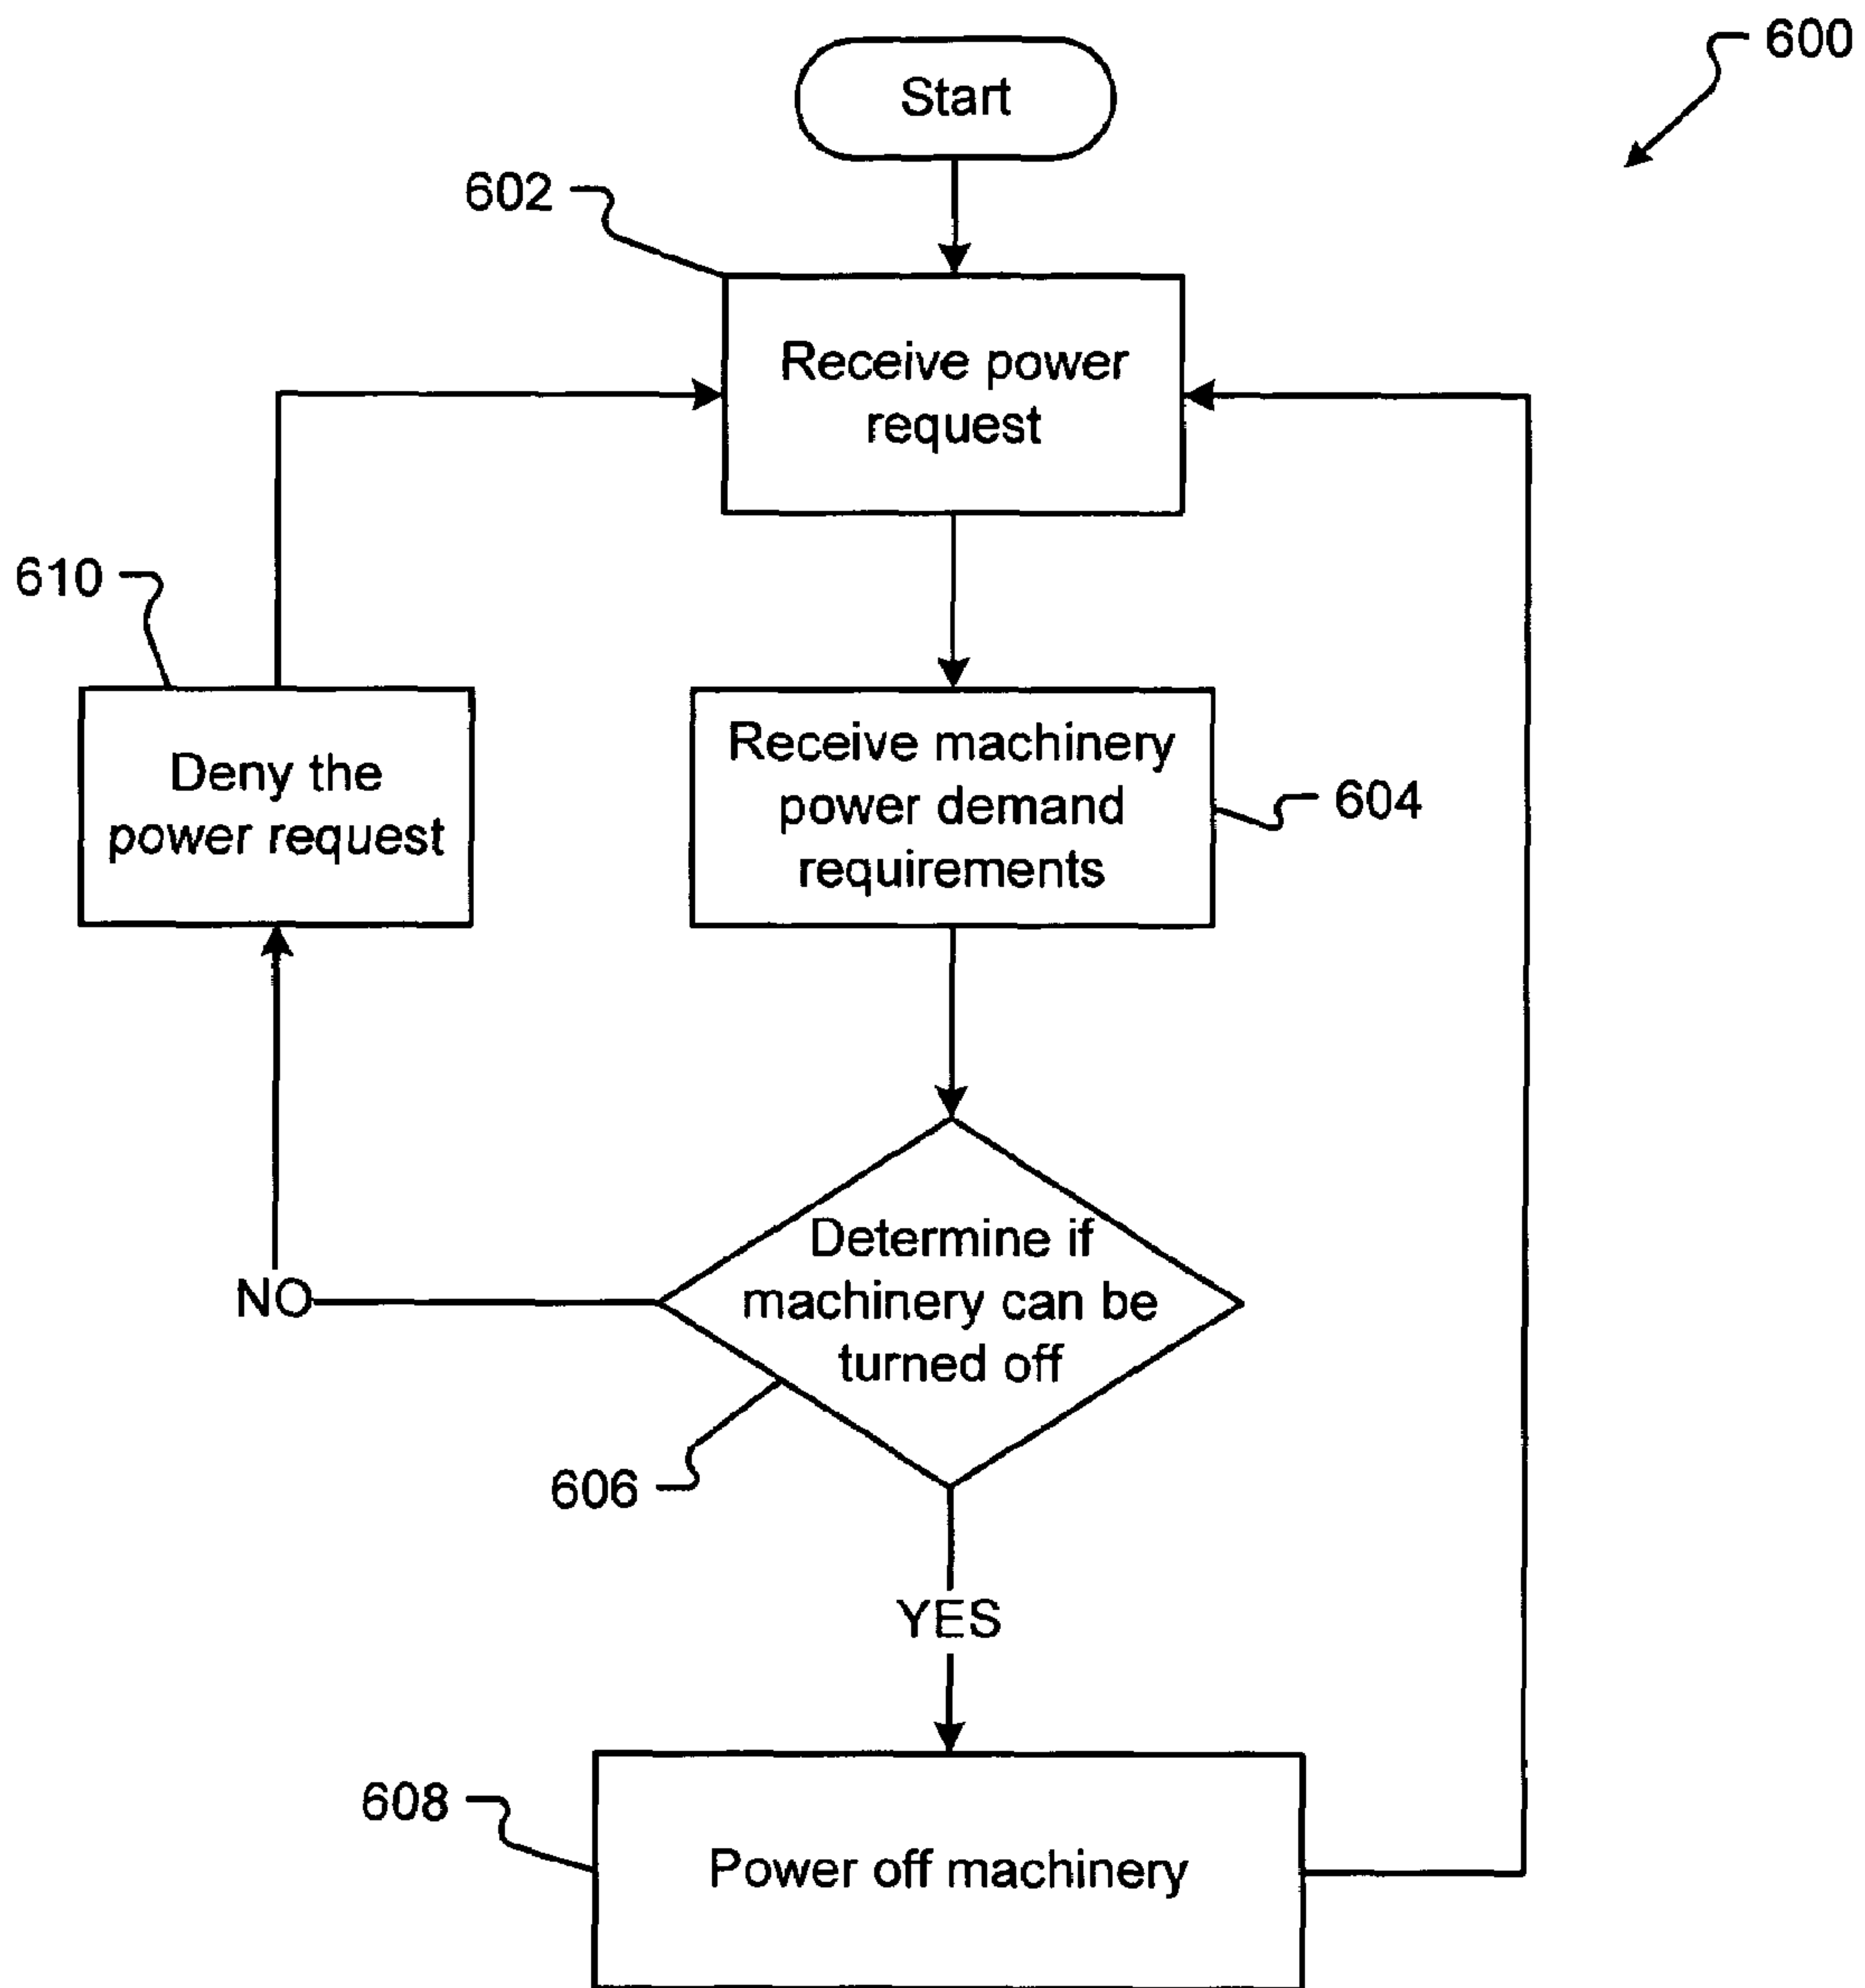 600
Start
602
Receive power
request
610
Deny the
power request
Receive machinery
power demand
requirements
604
Determine if
machinery can be
turned off
NO
606
YES
608
Power off machinery